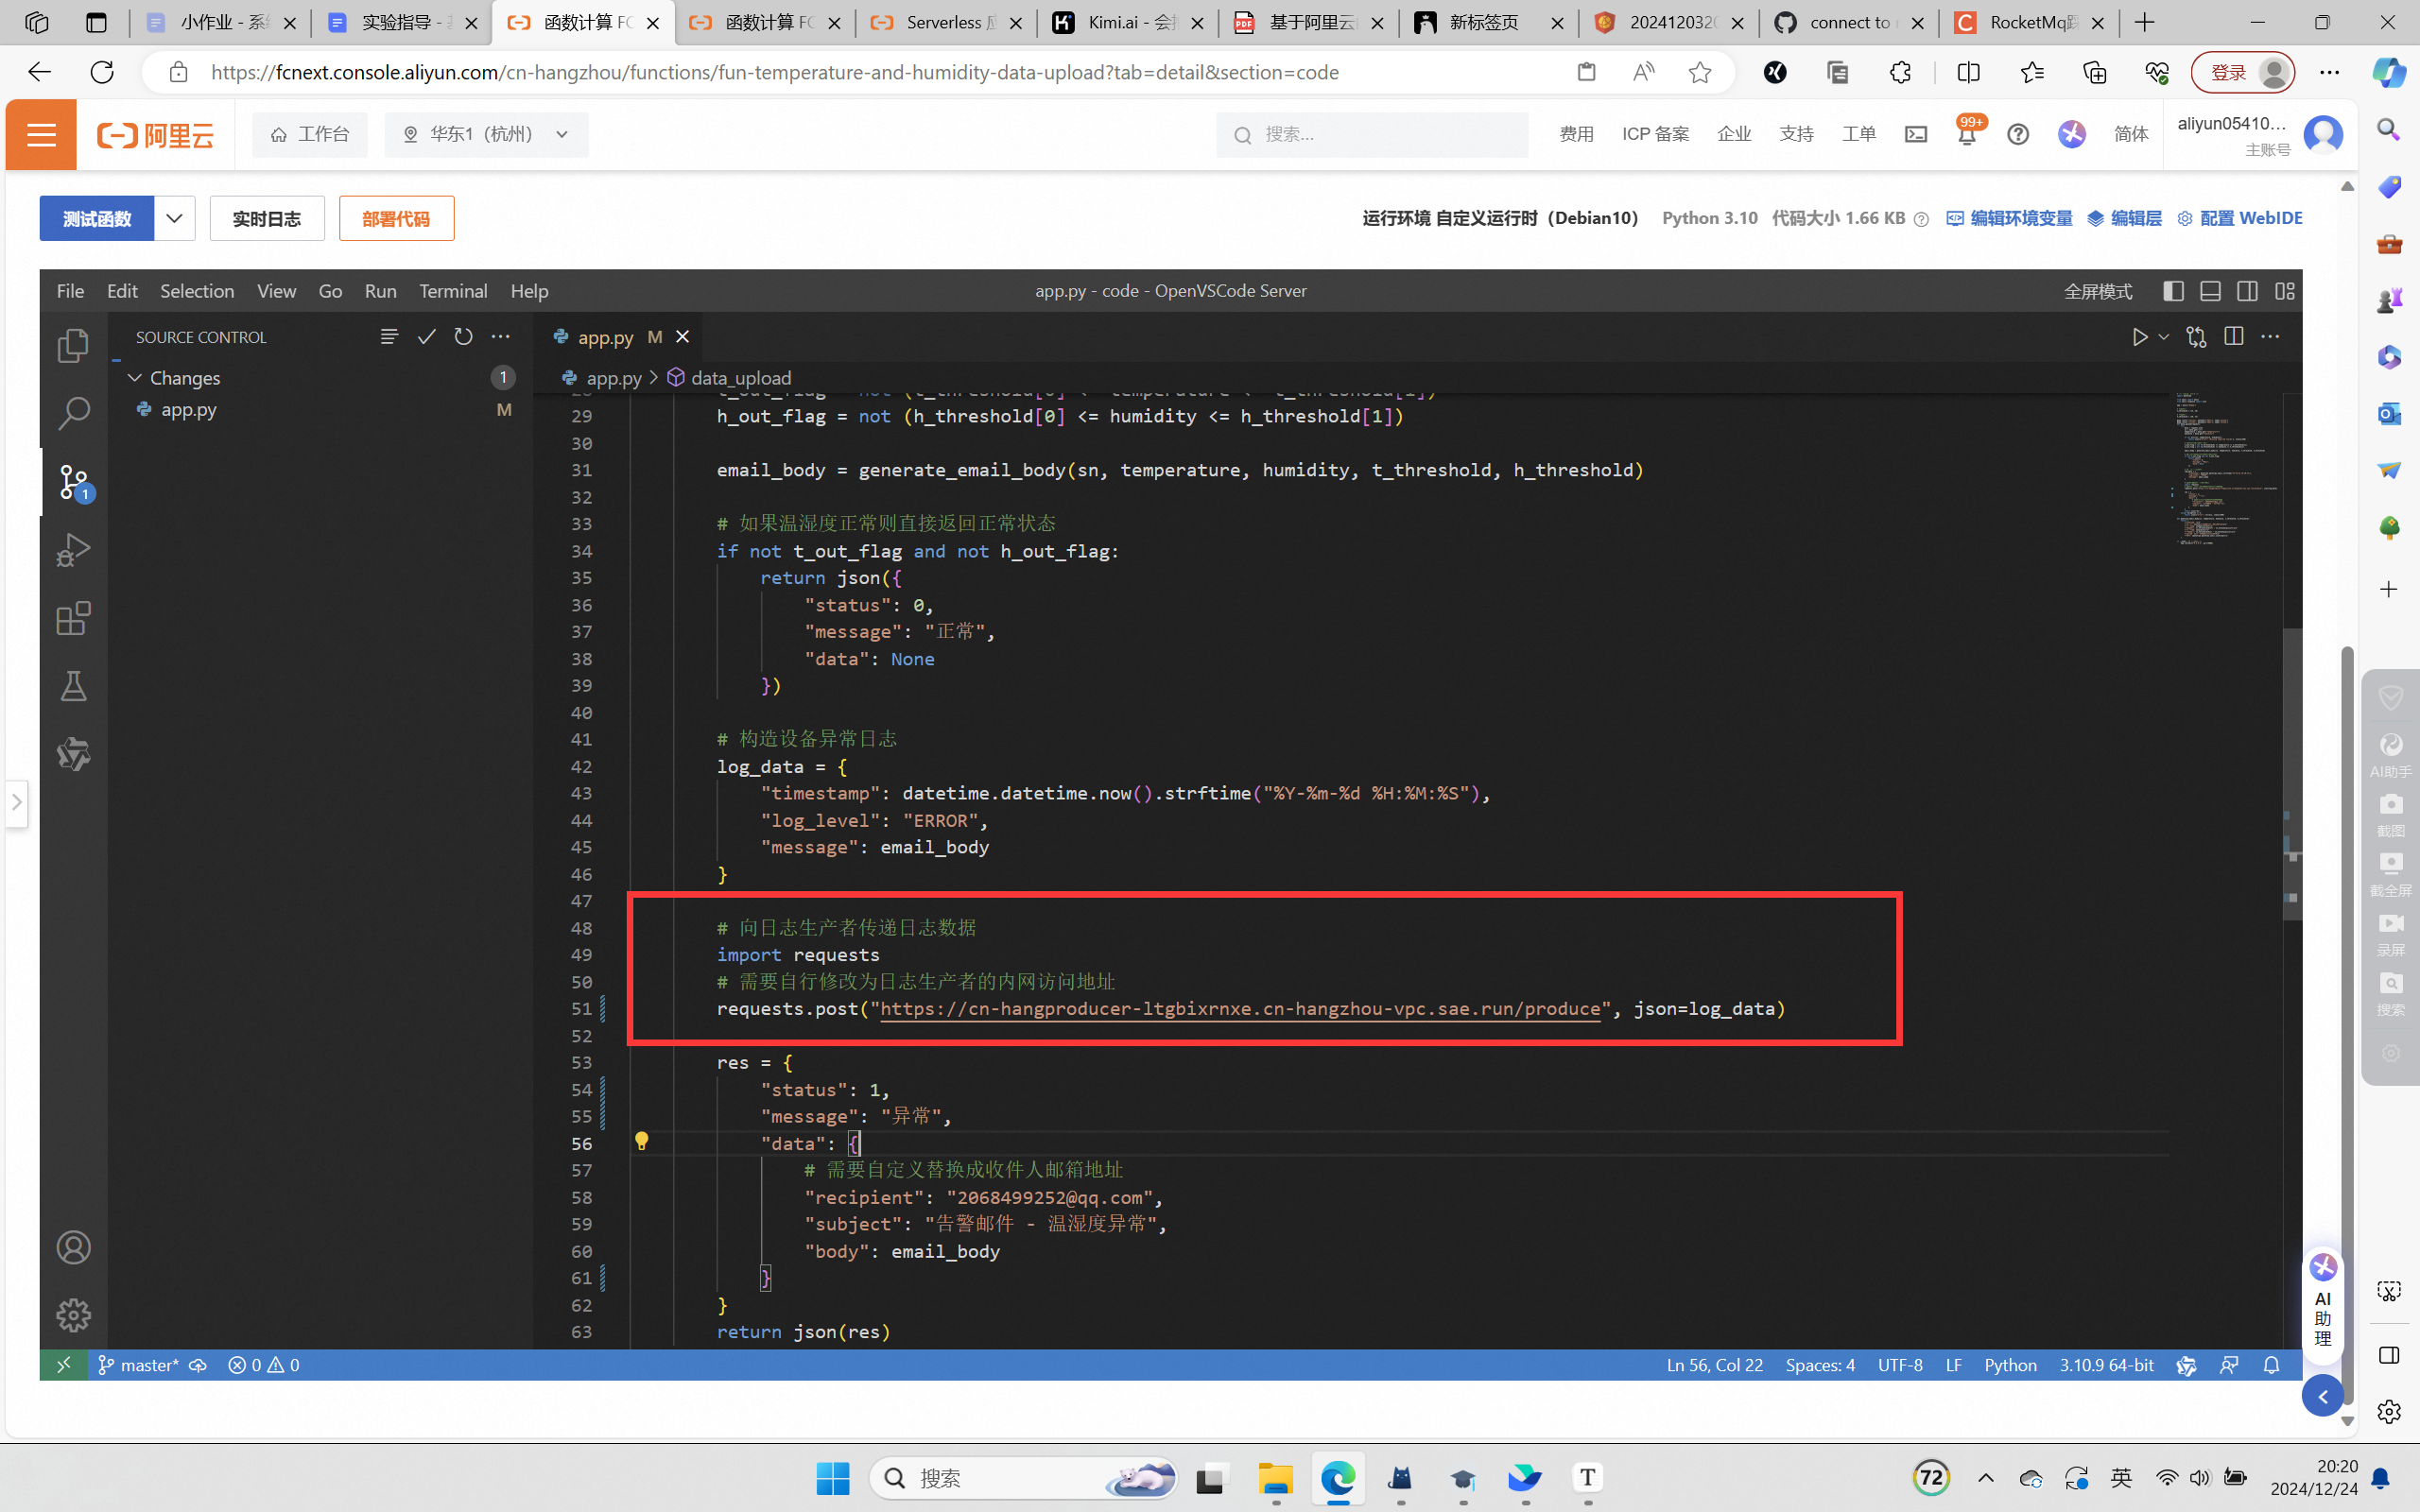 小作业 - 系
实验指导 - 
函数计算 FC
函数计算 FC
Serverless 应
Kimi.ai - 会
基于阿里云
新标签页
2024120320
connect to
RocketMq踩
https://fcnext.console.aliyun.com/cn-hangzhou/functions/fun-temperature-and-humidity-data-upload?tab=detail&section=code
登录
阿里云
工作台
华东1（杭州）
搜索...
费用
ICP 备案
企业
支持
工单
99+
简体
aliyun05410...
主账号
测试函数
实时日志
部署代码
运行环境 自定义运行时（Debian10）
Python 3.10
代码大小 1.66 KB
编辑环境变量
编辑层
配置 WebIDE
File Edit Selection View Go Run Terminal Help
app.py - code - OpenVSCode Server
全屏模式
SOURCE CONTROL
app.py M
Changes 1
app.py M
1
app.py > data_upload
29 h_out_flag = not (h_threshold[0] <= humidity <= h_threshold[1])
30
31 email_body = generate_email_body(sn, temperature, humidity, t_threshold, h_threshold)
32
33 # 如果温湿度正常则直接返回正常状态
34 if not t_out_flag and not h_out_flag:
35 return json({
36 "status": 0,
37 "message": "正常",
38 "data": None
39 })
40
41 # 构造设备异常日志
42 log_data = {
43 "timestamp": datetime.datetime.now().strftime("%Y-%m-%d %H:%M:%S"),
44 "log_level": "ERROR",
45 "message": email_body
46 }
47
48 # 向日志生产者传递日志数据
49 import requests
50 # 需要自行修改为日志生产者的内网访问地址
51 requests.post("https://cn-hangproducer-ltgbixrnxe.cn-hangzhou-vpc.sae.run/produce", json=log_data)
52
53 res = {
54 "status": 1,
55 "message": "异常",
56 "data": {
57 # 需要自定义替换成收件人邮箱地址
58 "recipient": "2068499252@qq.com",
59 "subject": "告警邮件 - 温湿度异常",
60 "body": email_body
61 }
62 }
63 return json(res)
master*
0
0
Ln 56, Col 22
Spaces: 4
UTF-8
LF
Python
3.10.9 64-bit
AI助手
截图
截全屏
录屏
搜索
AI
助
理
搜索
72
英
20:20
2024/12/24